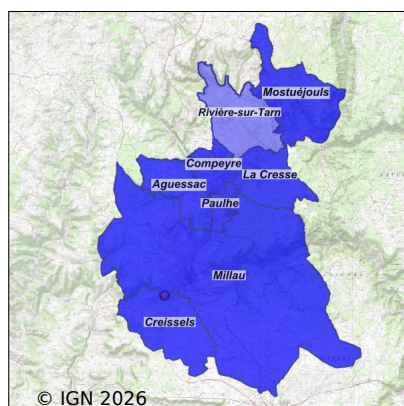 Mostuéjouls
Rivière-sur-Tarn
Compeyre
La Cresse
Aguessac
Paulhe
Millau
Creissels
© IGN 2026